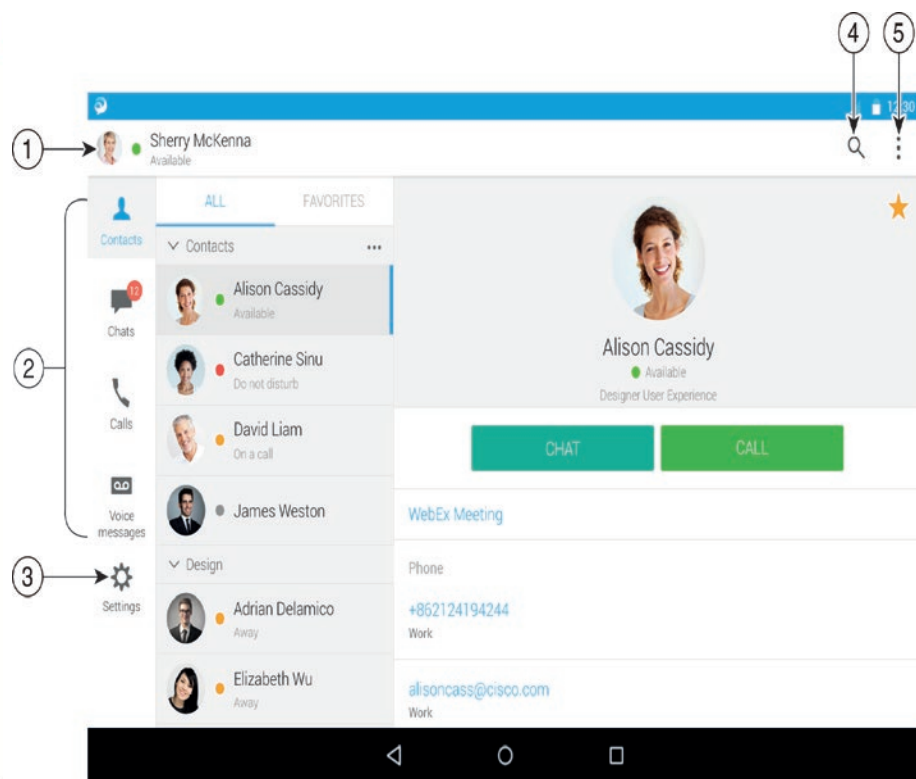 4
5
12:30
1
Sherry McKenna
Available
2
Contacts
Chats
12
Calls
Voice
messages
3
Settings
ALL
FAVORITES
Contacts
Alison Cassidy
Available
Catherine Sinu
Do not disturb
David Liam
On a call
James Weston
Design
Adrian Delamico
Away
Elizabeth Wu
Away
Alison Cassidy
Available
Designer User Experience
CHAT
CALL
WebEx Meeting
Phone
+862124194244
Work
alisoncass@cisco.com
Work